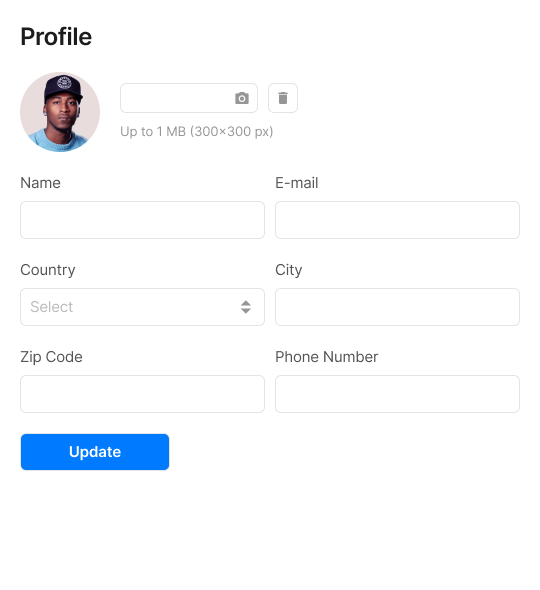 Profile
Up to 1 MB (300×300 px)
Name
E-mail
Country
City
Select
Zip Code
Phone Number
Update